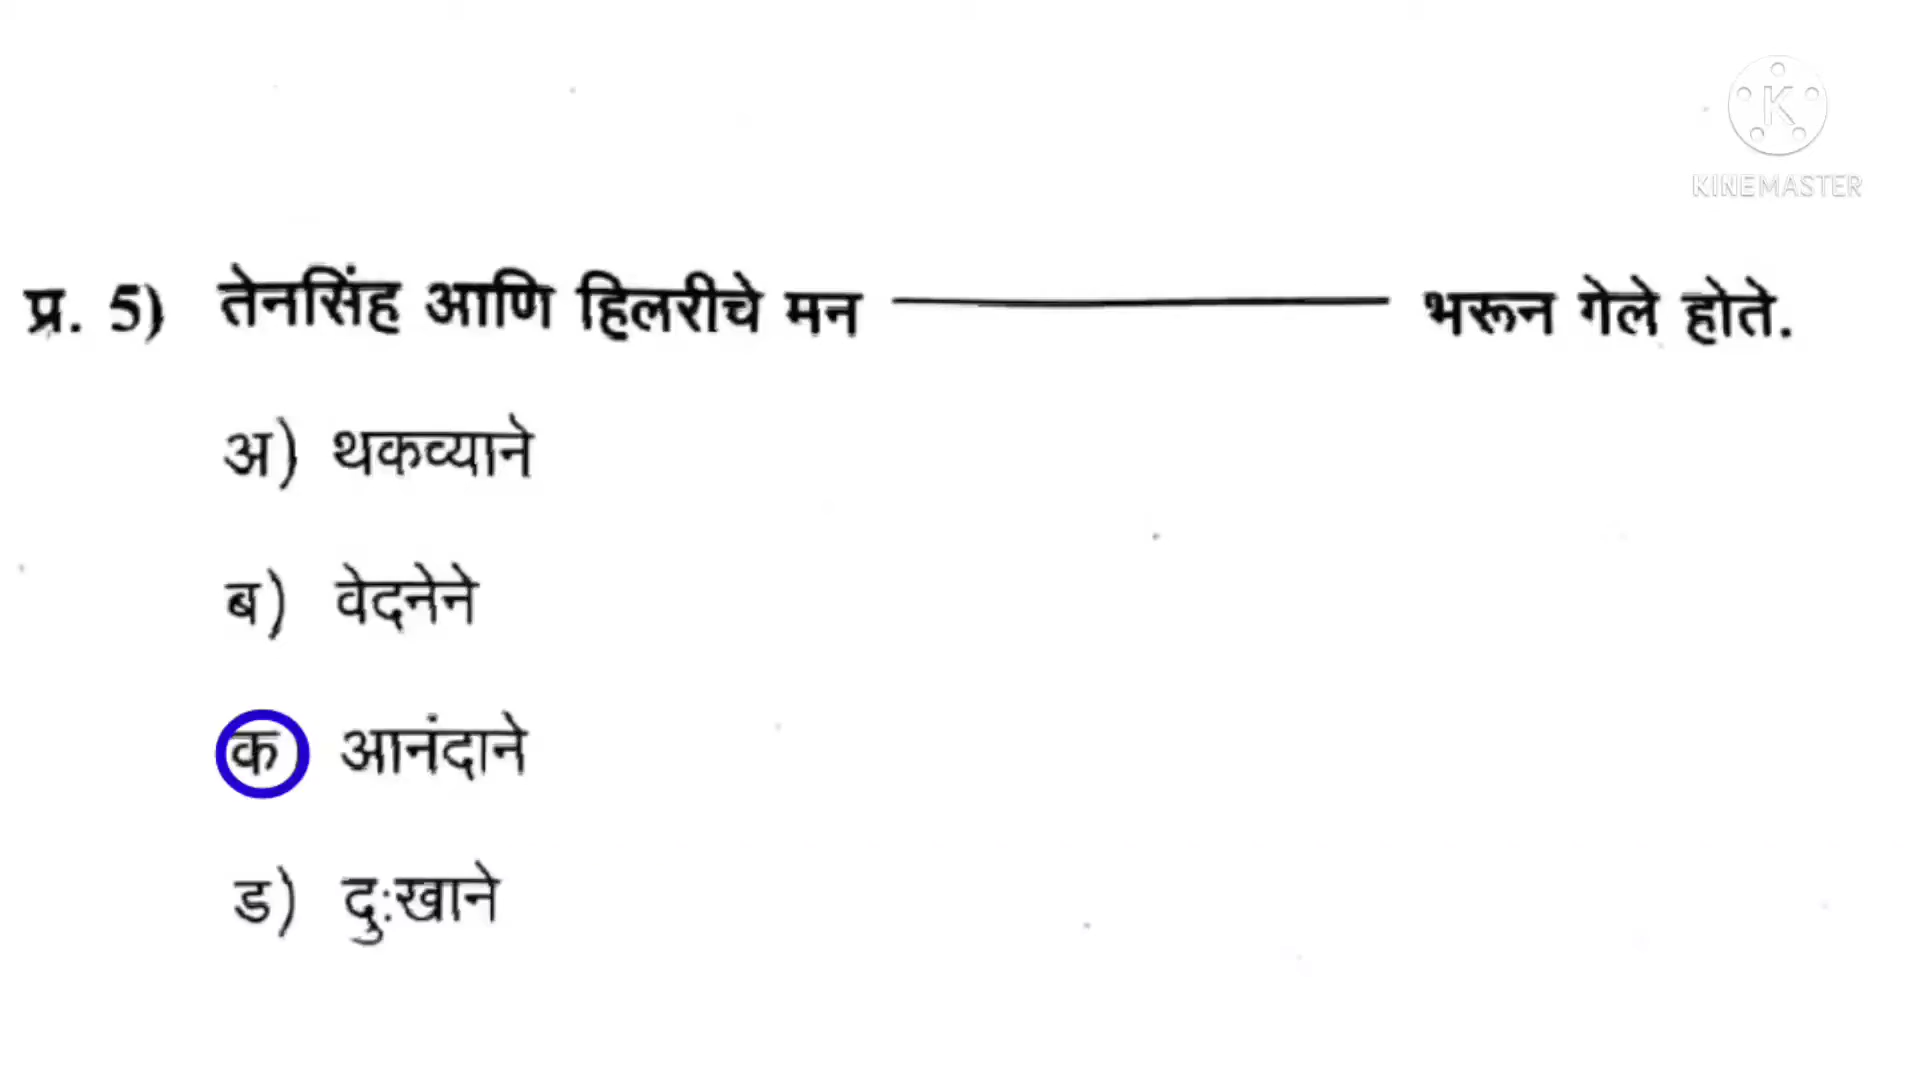 KINEMASTER
प्र. 5) तेनसिंह आणि हिलरीचे मन ——————— भरून गेले होते.
अ) थकव्याने
ब) वेदनेने
क) आनंदाने
ड) दुःखाने